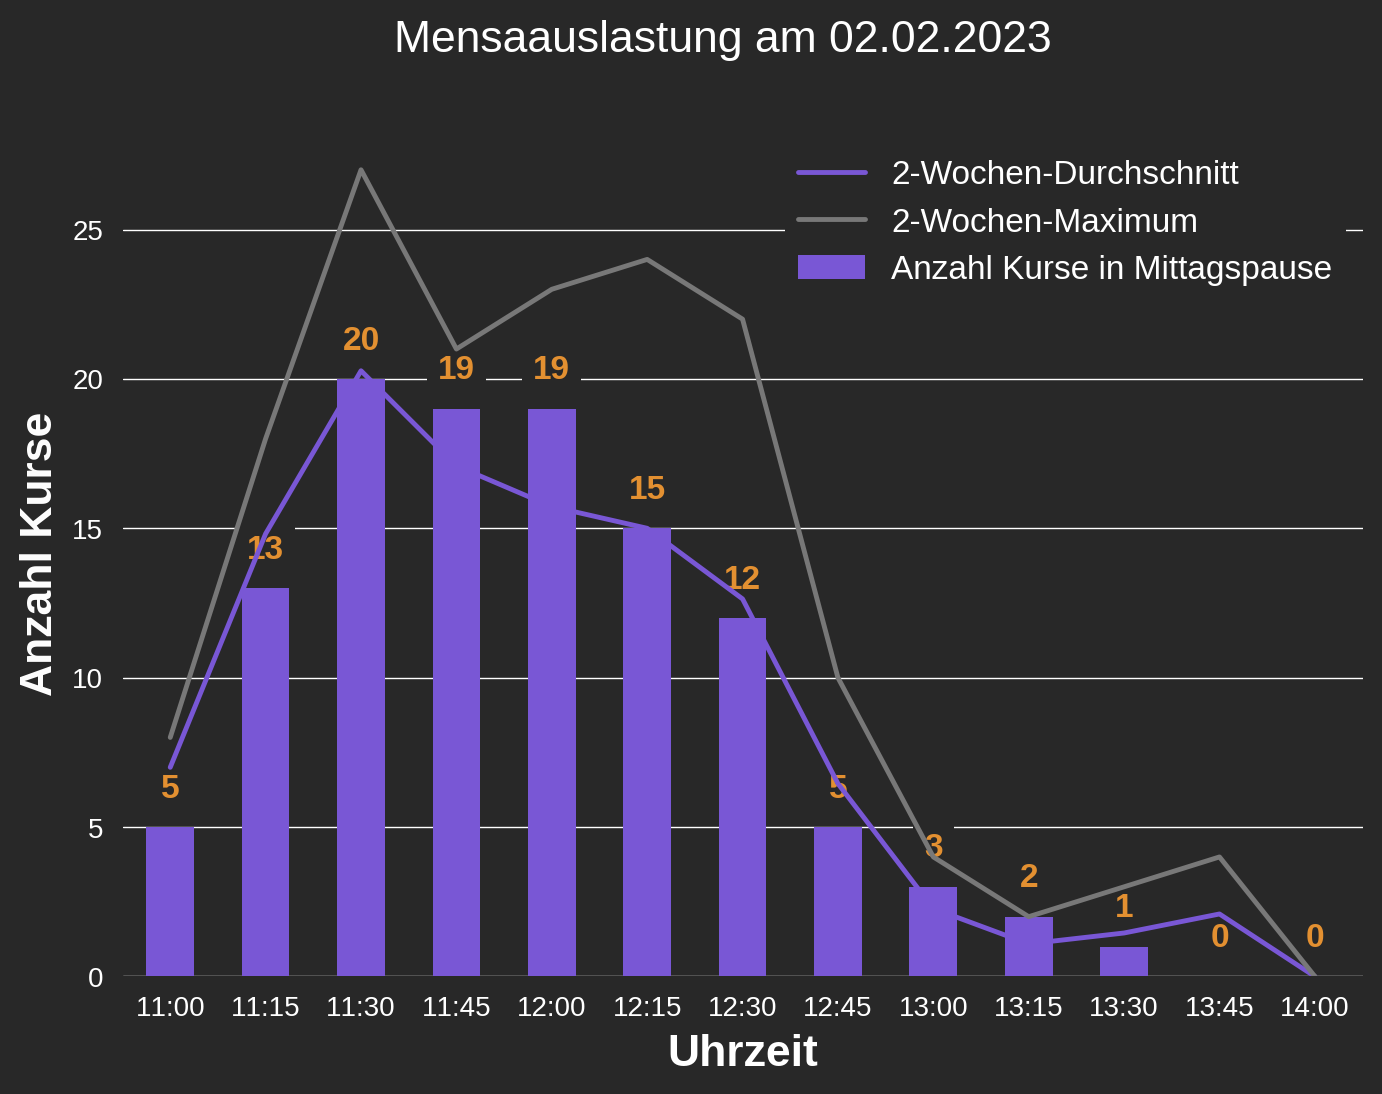 Mensaauslastung am 02.02.2023
2-Wochen-Durchschnitt
2-Wochen-Maximum
Anzahl Kurse in Mittagspause
Anzahl Kurse
25
20
15
10
5
0
5
13
20
19
19
15
12
5
3
2
1
0
0
11:00 11:15 11:30 11:45 12:00 12:15 12:30 12:45 13:00 13:15 13:30 13:45 14:00
Uhrzeit